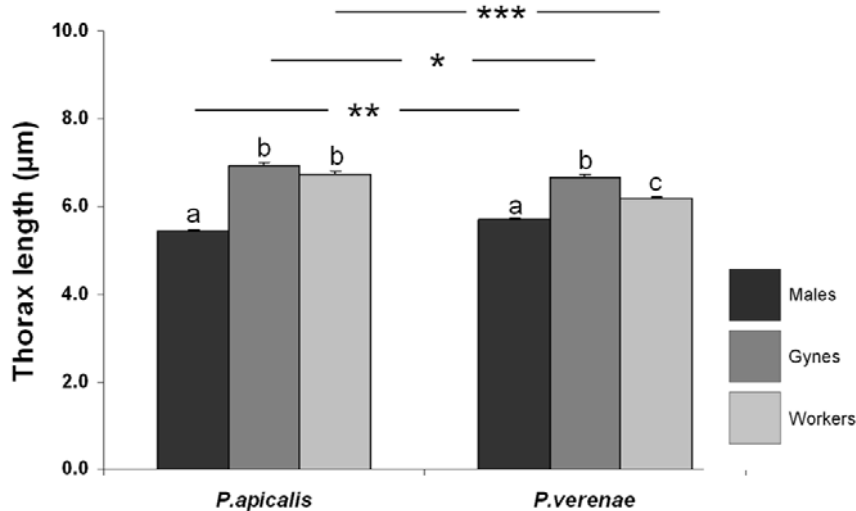 ***
10.0
*
8.0
**
b b b
6.0 a a c
4.0
2.0
0.0
Thorax length (µm)
P.apicalis P.verenae
Males
Gynes
Workers